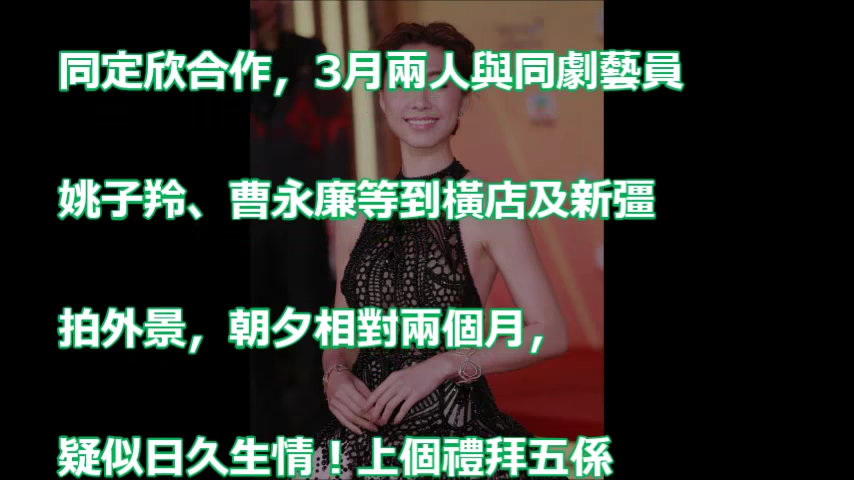 同定欣合作，3月兩人與同劇藝員
姚子羚、曹永廉等到橫店及新疆
拍外景，朝夕相對兩個月，
疑似日久生情！上個禮拜五係